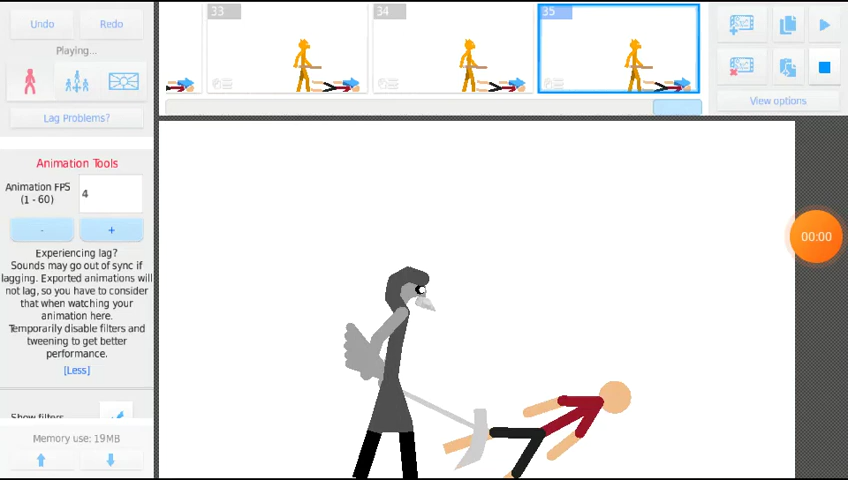 Undo Redo
Playing...
Lag Problems?
Animation Tools
Animation FPS
(1 - 60)
4
- +
Experiencing lag?
Sounds may go out of sync if
lagging. Exported animations will
not lag, so you have to consider
that when watching your
animation here.
Temporarily disable filters and
tweening to get better
performance.
[Less]
Show filters
Memory use: 19MB
33 34 35
View options
00:00